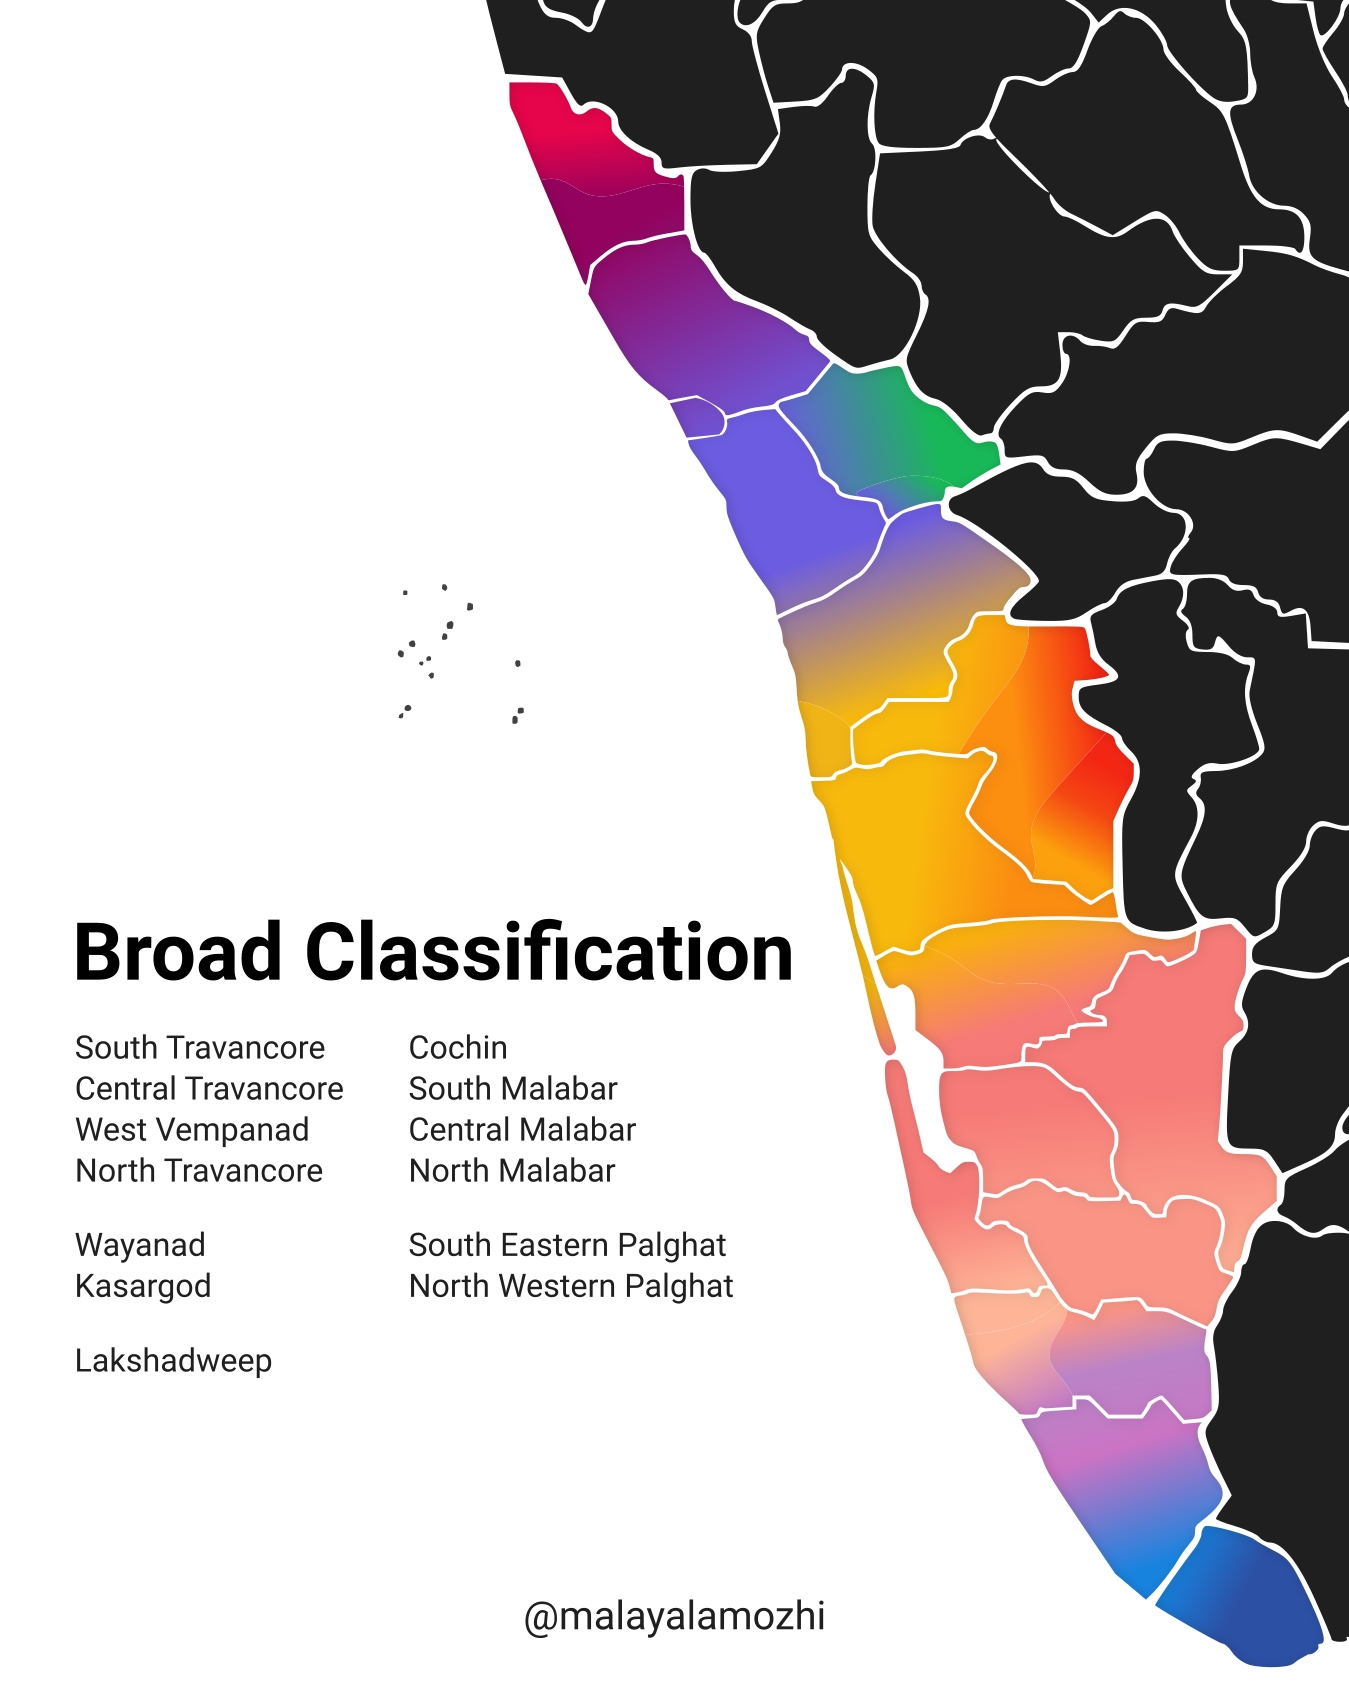 Broad Classification
South Travancore
Central Travancore
West Vempanad
North Travancore
Wayanad
Kasargod
Lakshadweep
Cochin
South Malabar
Central Malabar
North Malabar
South Eastern Palghat
North Western Palghat
@malayalamozhi